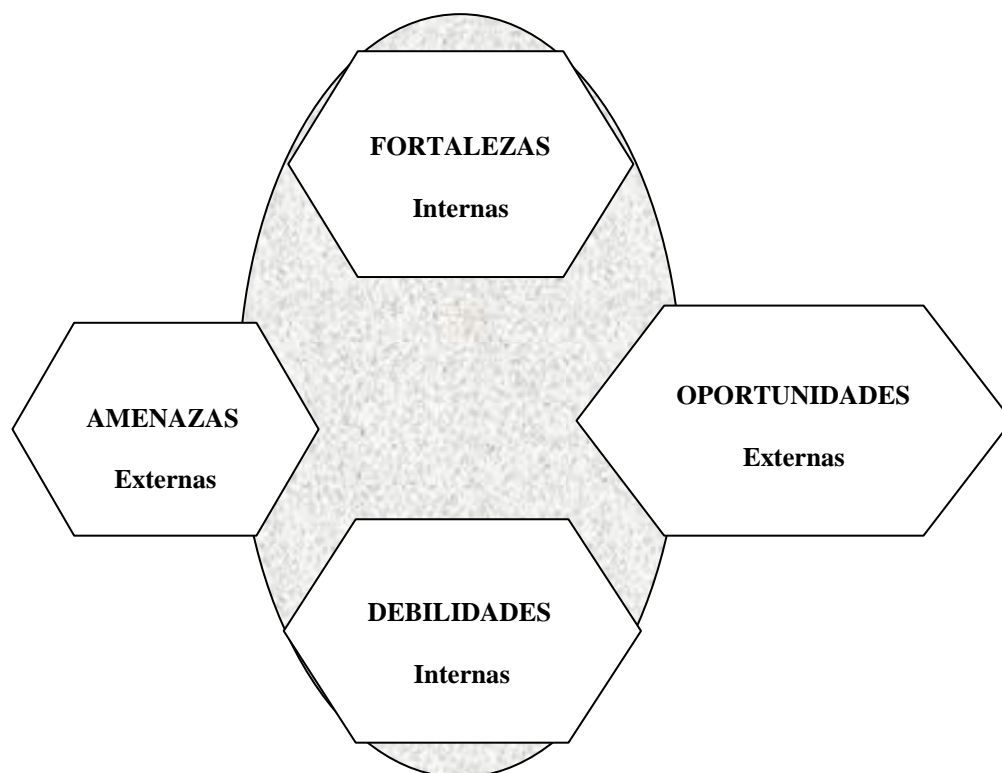 FORTALEZAS
Internas
AMENAZAS
Externas
OPORTUNIDADES
Externas
DEBILIDADES
Internas